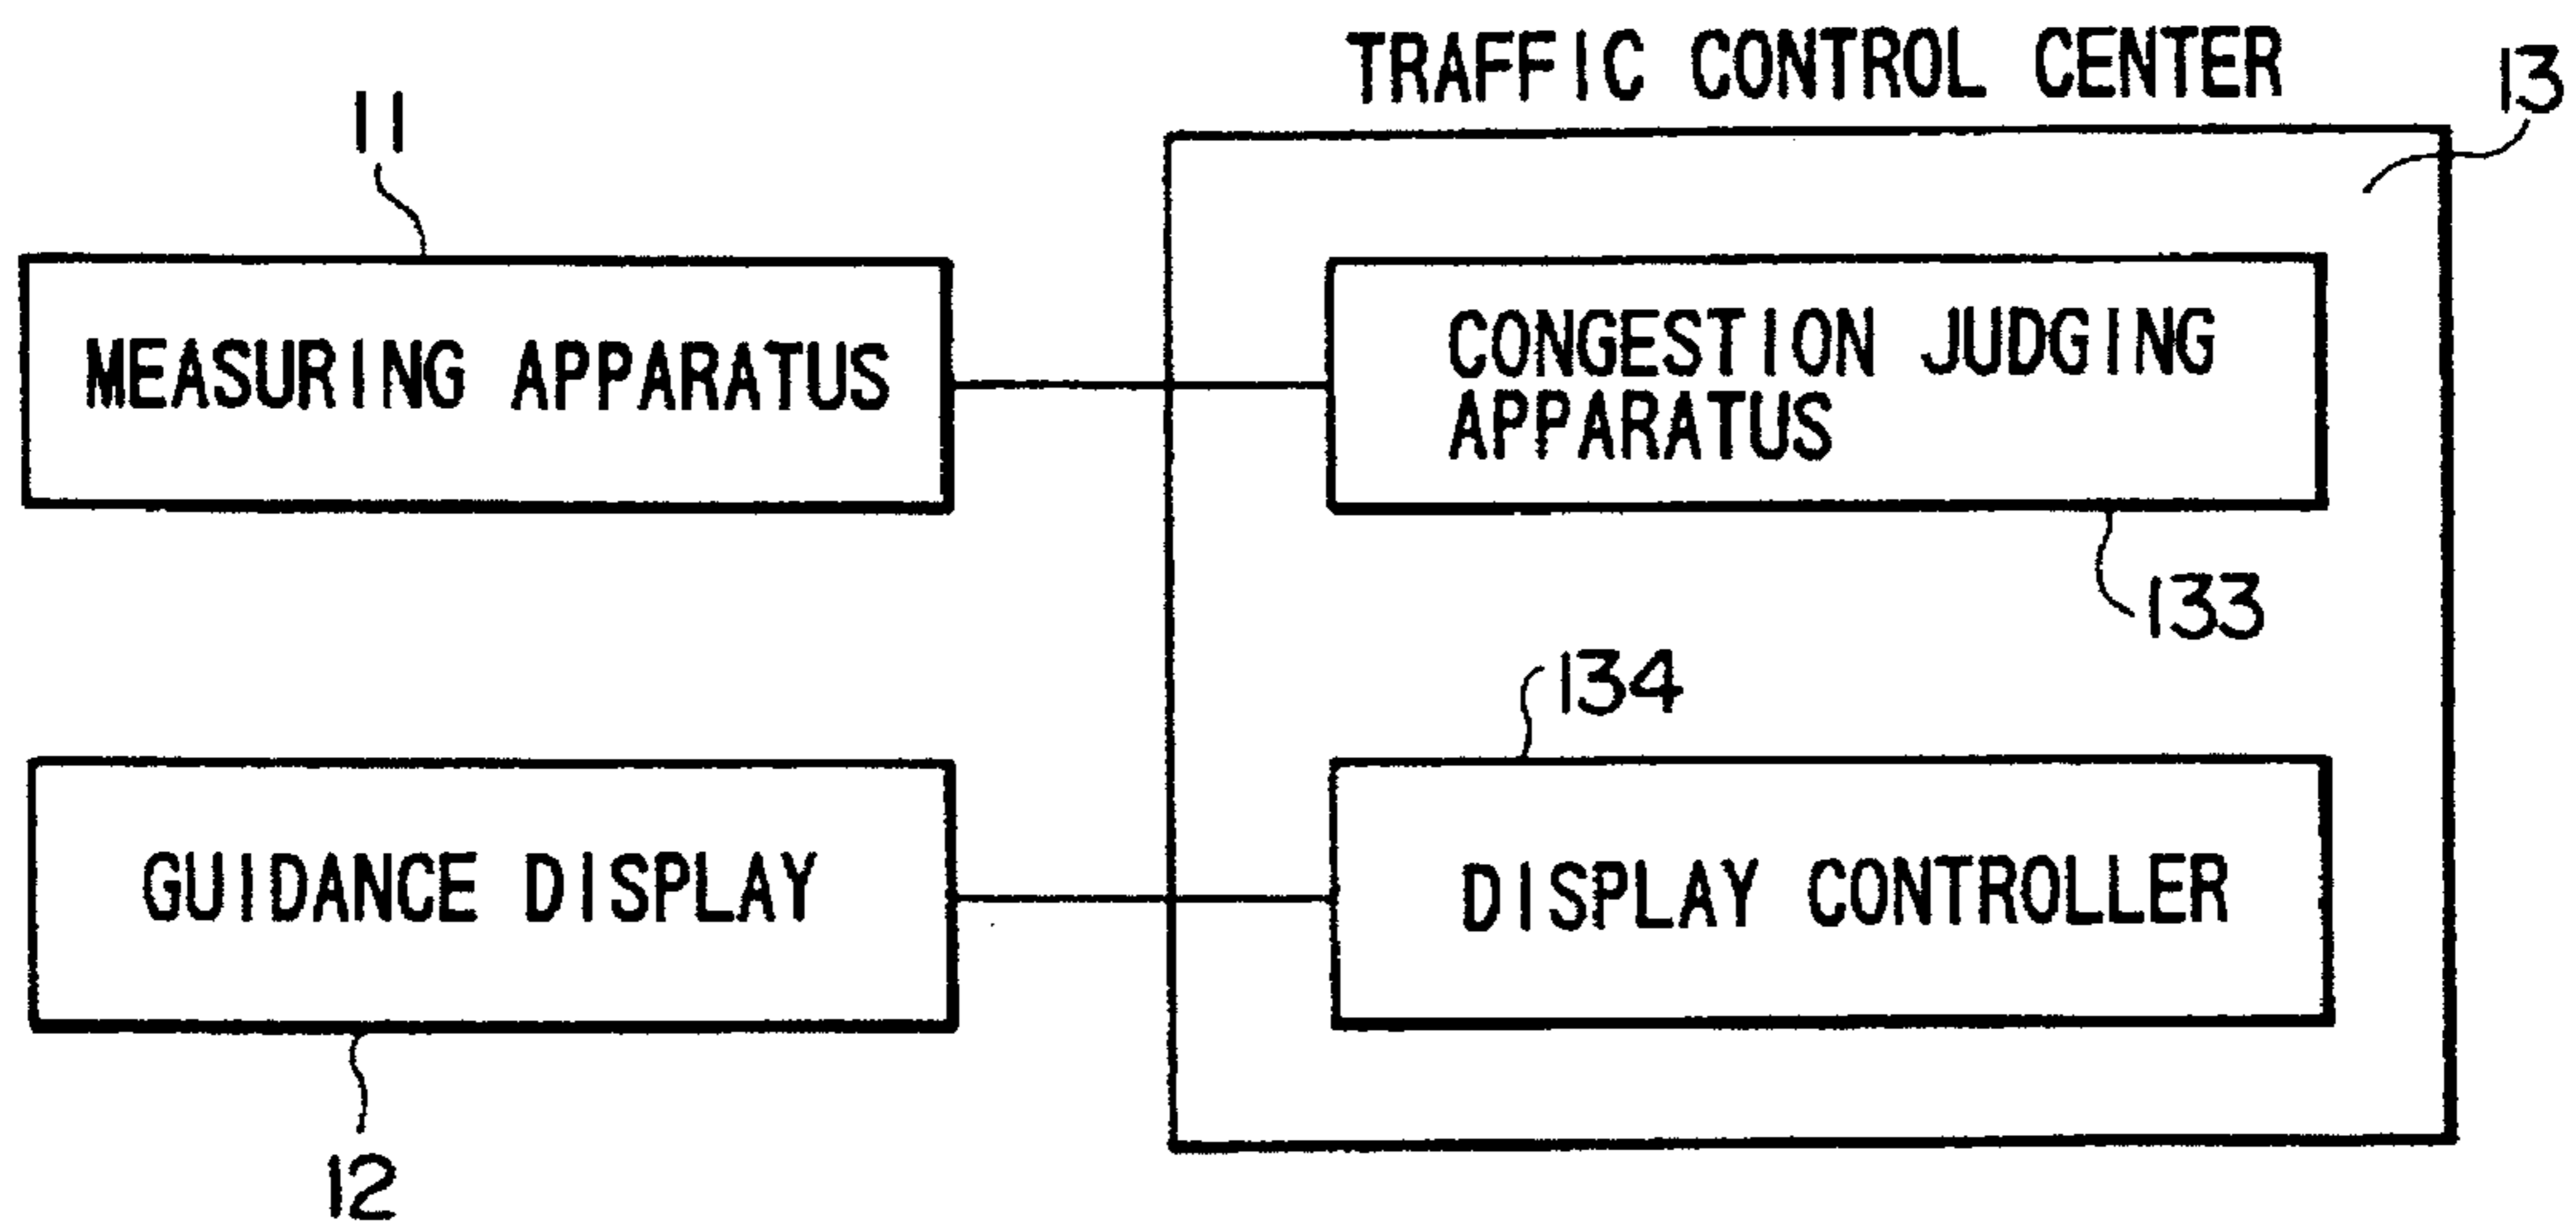 TRAFFIC CONTROL CENTER
13
11
MEASURING APPARATUS
CONGESTION JUDGING
APPARATUS
133
134
GUIDANCE DISPLAY
DISPLAY CONTROLLER
12